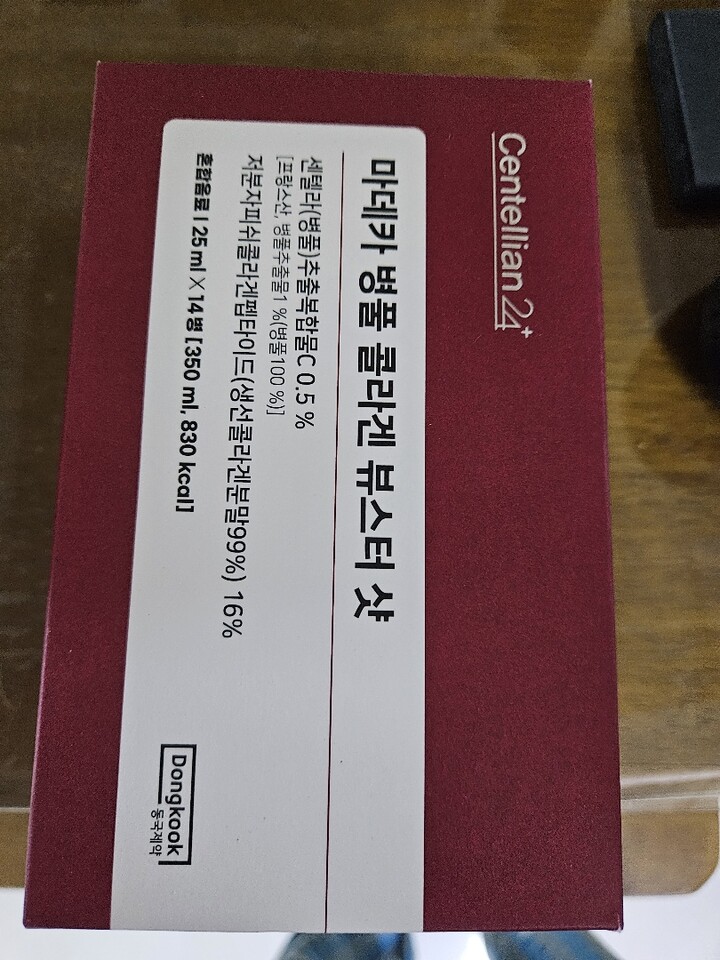 Centellian 24+
마데카 병풀 콜라겐 뷰스터 샷
센텔라(병풀)추출복합물C 0.5 %
[프랑스산, 병풀추출물1 %(병풀100 %)]
저분자피쉬콜라겐펩타이드(생선콜라겐분말99%) 16%
혼합음료 I 25 ml X 14 병 [350 ml, 830 kcal]
Dongkook
동국제약